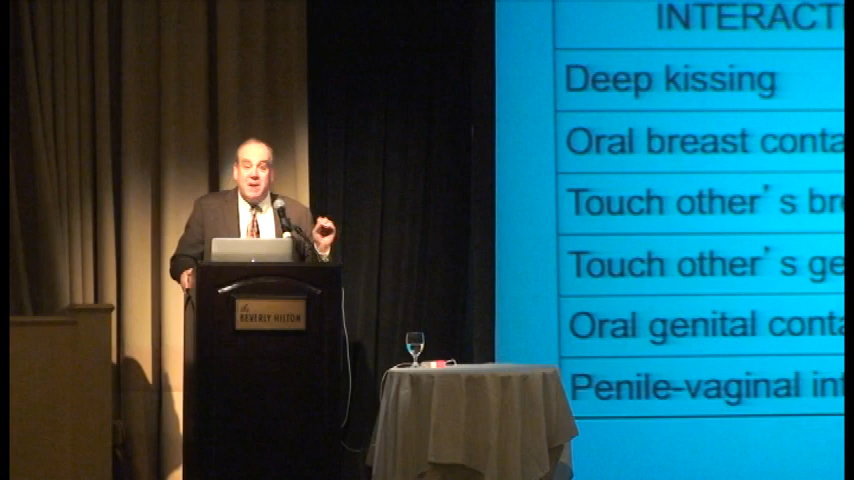 the
BEVERLY HILTON
INTERACTI
Deep kissing
Oral breast conta
Touch other's bre
Touch other's ge
Oral genital conta
Penile-vaginal int